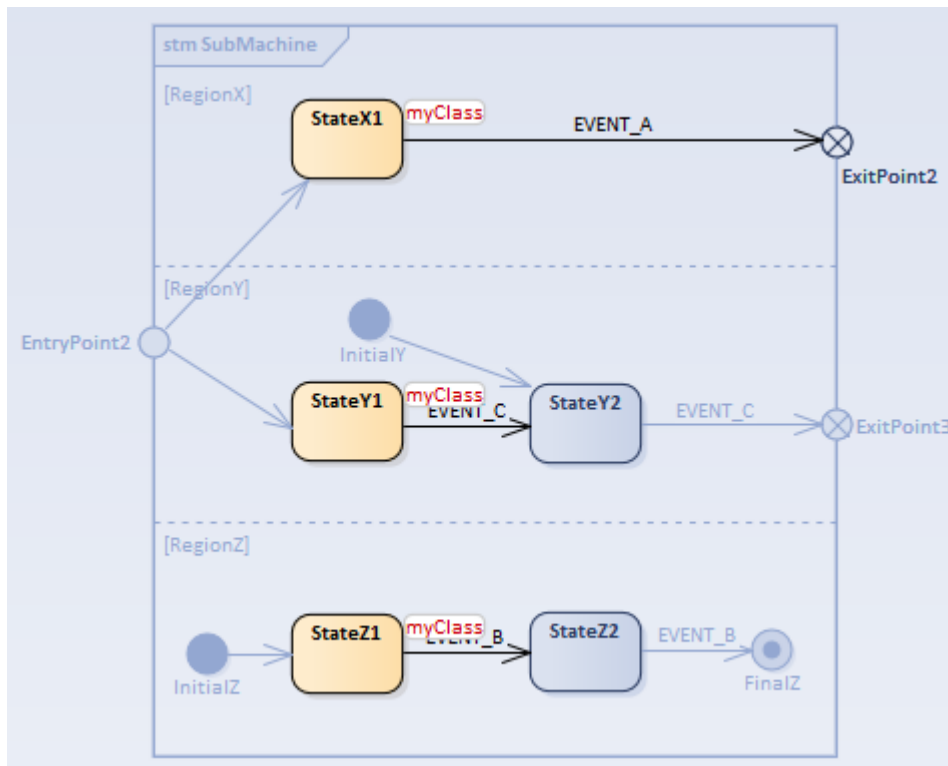 stm SubMachine
[RegionX]
StateX1
myClass
EVENT_A
ExitPoint2
[RegionY]
EntryPoint2
InitialY
StateY1
myClass
EVENT_C
StateY2
EVENT_C
ExitPoint3
[RegionZ]
StateZ1
myClass
EVENT_B
StateZ2
EVENT_B
InitialZ
FinalZ